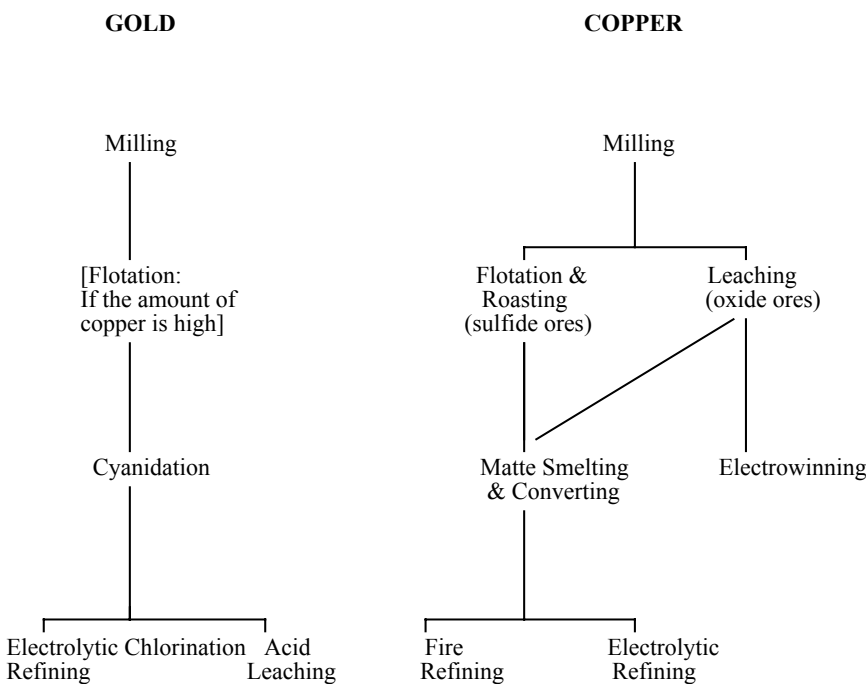 GOLD
COPPER
Milling
Milling
[Flotation:
If the amount of
copper is high]
Flotation &
Roasting
(sulfide ores)
Leaching
(oxide ores)
Cyanidation
Matte Smelting
& Converting
Electrowinning
Electrolytic Chlorination
Refining
Acid
Leaching
Fire
Refining
Electrolytic
Refining